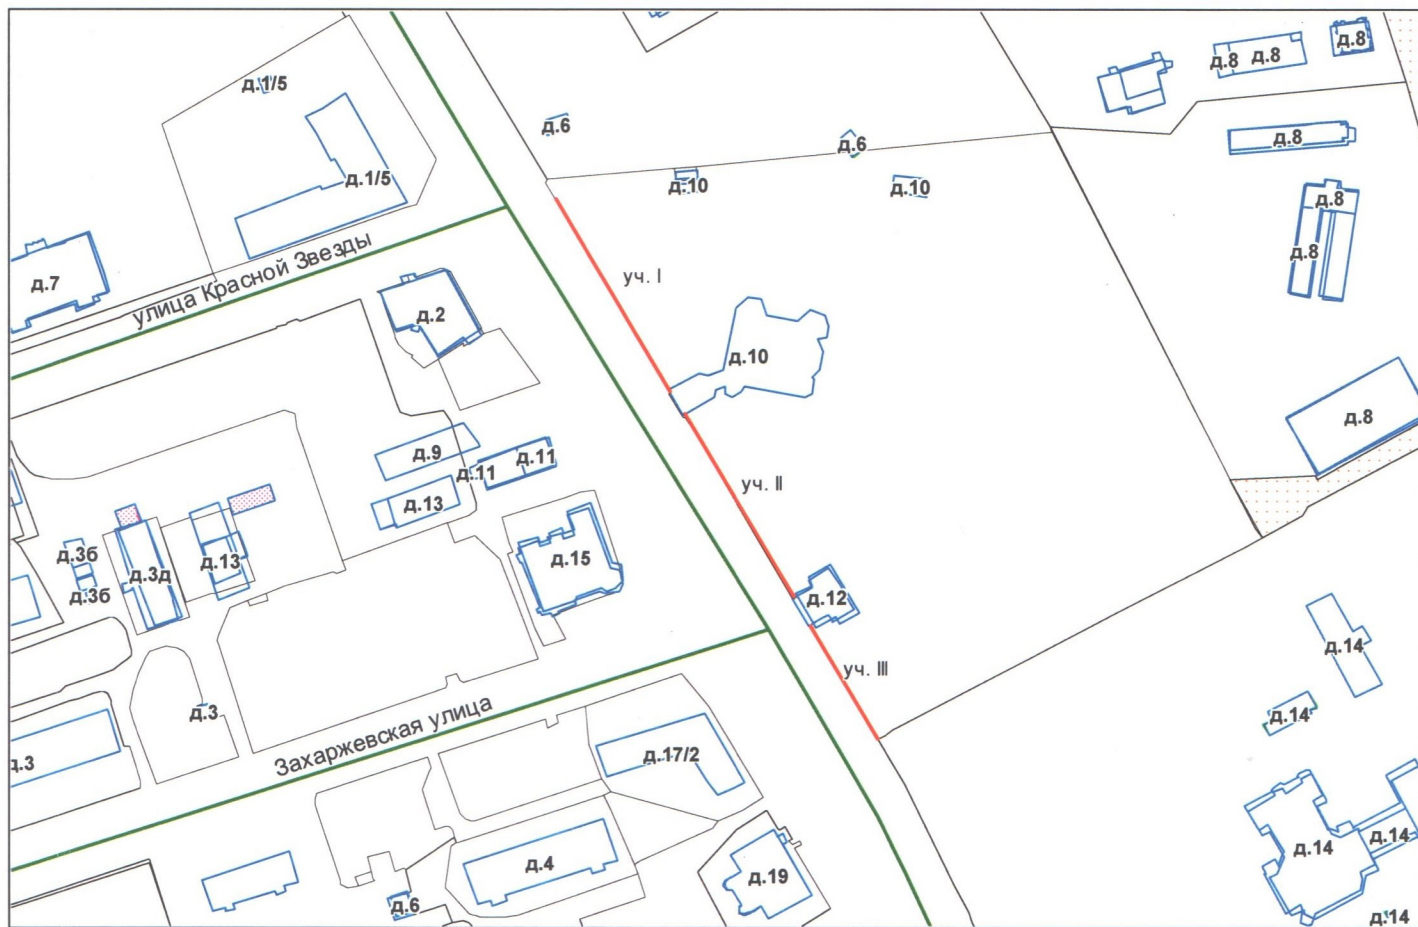 д.1/5
д.6
д.8
д.8
д.8
д.8
д.6
д.1/5
д.10
д.10
д.8
д.8
д.7
улица Красной Звезды
уч. I
д.2
д.10
д.8
д.9
д.11
д.11
уч. II
д.13
д.3б
д.3д
д.13
д.15
д.3б
д.12
уч. III
д.14
д.3
д.14
Захаржевская улица
д.3
д.17/2
д.14
д.14
д.4
д.19
д.6
д.14